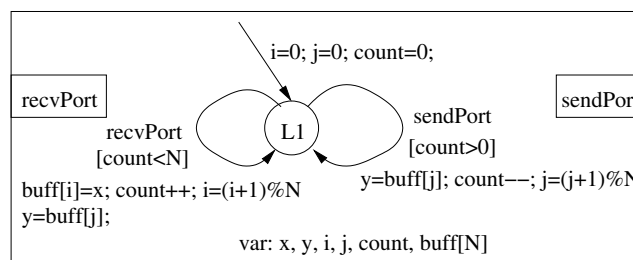 i=0; j=0; count=0;
recvPort
sendPort
L1
recvPort
[count<N]
sendPort
[count>0]
buff[i]=x; count++; i=(i+1)%N
y=buff[j];
y=buff[j]; count−−; j=(j+1)%N
var: x, y, i, j, count, buff[N]